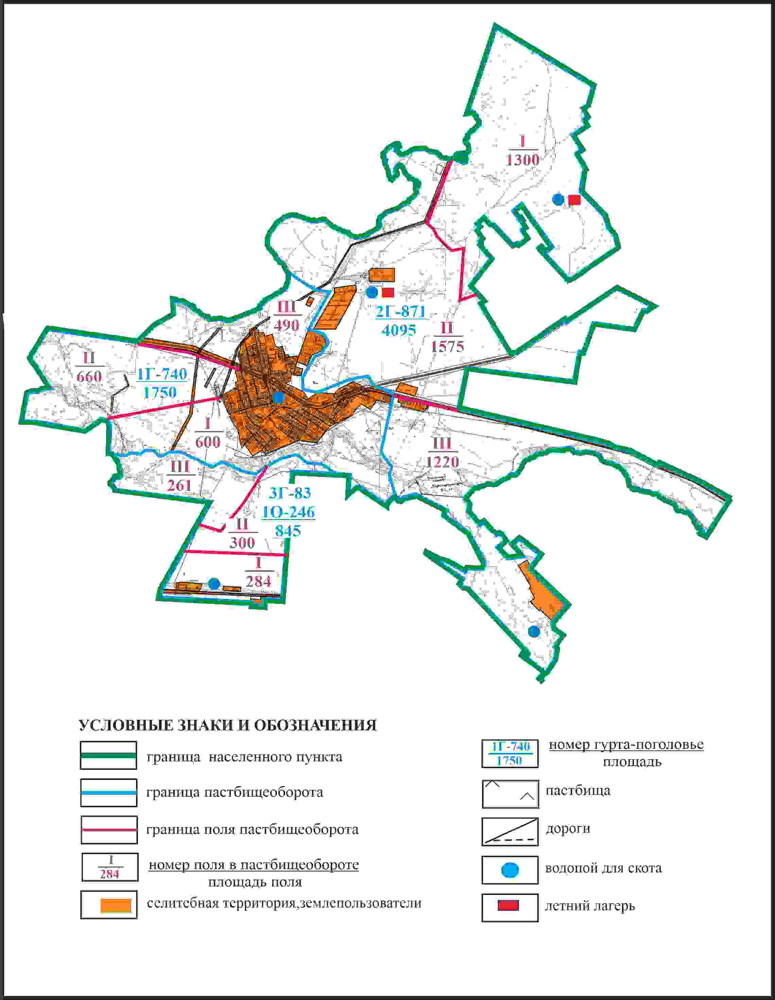 I
1300
III
490
2Г-871
4095
II
1575
II
660
1Г-740
1750
I
600
III
1220
III
261
3Г-83
1О-246
845
II
300
I
284
УСЛОВНЫЕ ЗНАКИ И ОБОЗНАЧЕНИЯ
граница населенного пункта
граница пастбищеоборота
граница поля пастбищеоборота
I
284
номер поля в пастбищеобороте
площадь поля
селитебная территория,землепользователи
1Г-740
1750
номер гурта-поголовье
площадь
пастбища
дороги
водопой для скота
летний лагерь